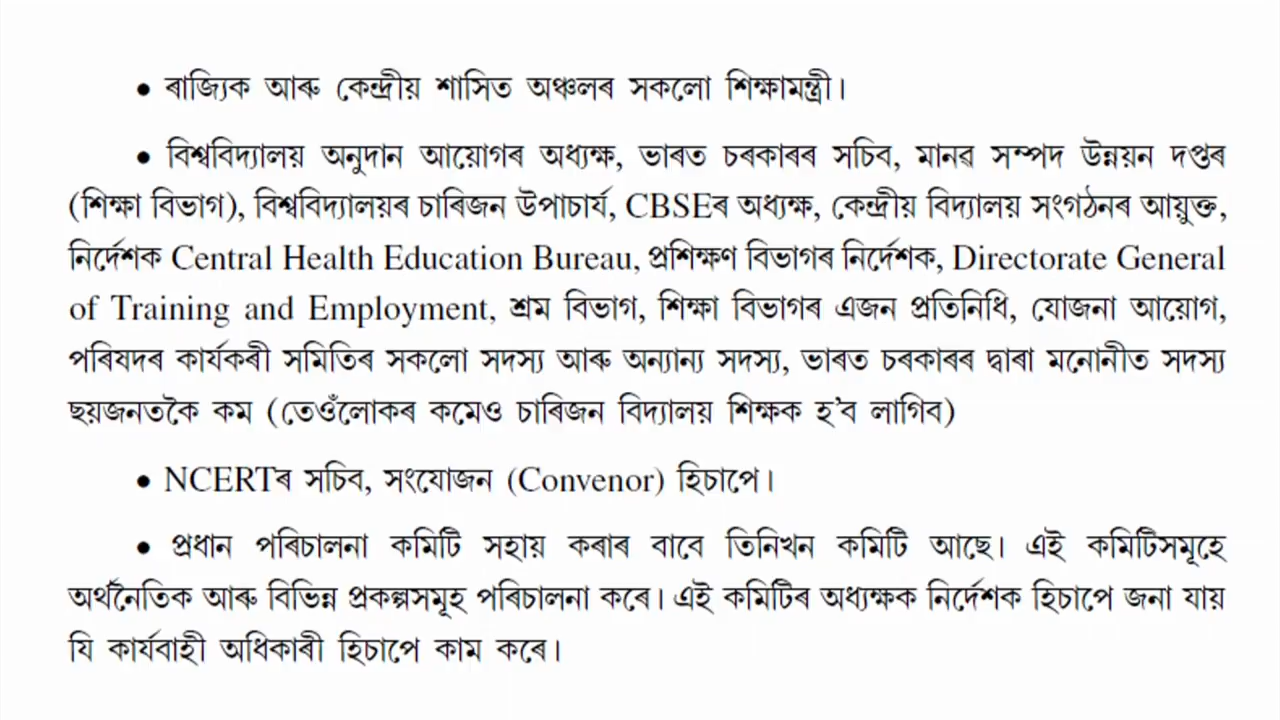 • ৰাজ্যিক আৰু কেন্দ্ৰীয় শাসিত অঞ্চলৰ সকলো শিক্ষামন্ত্ৰী।
• বিশ্ববিদ্যালয় অনুদান আয়োগৰ অধ্যক্ষ, ভাৰত চৰকাৰৰ সচিব, মানৱ সম্পদ উন্নয়ন দপ্তৰ
(শিক্ষা বিভাগ), বিশ্ববিদ্যালয়ৰ চাৰিজন উপাচাৰ্য, CBSEৰ অধ্যক্ষ, কেন্দ্ৰীয় বিদ্যালয় সংগঠনৰ আয়ুক্ত,
নিৰ্দেশক Central Health Education Bureau, প্ৰশিক্ষণ বিভাগৰ নিৰ্দেশক, Directorate General
of Training and Employment, শ্ৰম বিভাগ, শিক্ষা বিভাগৰ এজন প্ৰতিনিধি, যোজনা আয়োগ,
পৰিষদৰ কাৰ্যকৰী সমিতিৰ সকলো সদস্য আৰু অন্যান্য সদস্য, ভাৰত চৰকাৰৰ দ্বাৰা মনোনীত সদস্য
ছয়জনতকৈ কম (তেওঁলোকৰ কমেও চাৰিজন বিদ্যালয় শিক্ষক হ’ব লাগিব)
• NCERTৰ সচিব, সংযোজন (Convenor) হিচাপে।
• প্ৰধান পৰিচালনা কমিটি সহায় কৰাৰ বাবে তিনিখন কমিটি আছে। এই কমিটিসমূহে
অৰ্থনৈতিক আৰু বিভিন্ন প্ৰকল্পসমূহ পৰিচালনা কৰে। এই কমিটিৰ অধ্যক্ষক নিৰ্দেশক হিচাপে জনা যায়
যি কাৰ্যবাহী অধিকাৰী হিচাপে কাম কৰে।